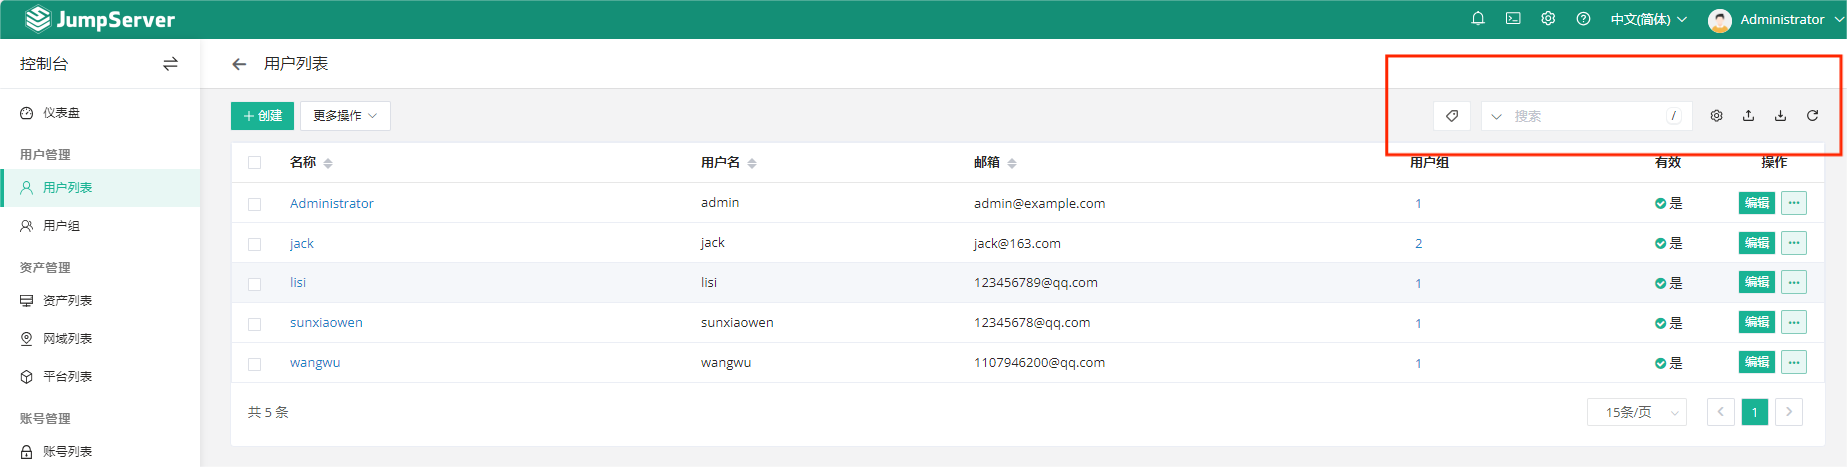 JumpServer
中文(简体)
Administrator
控制台
用户列表
仪表盘
用户管理
用户列表
用户组
资产管理
资产列表
网域列表
平台列表
账号管理
账号列表
创建
更多操作
搜索
/
名称 用户名 邮箱 用户组 有效 操作
Administrator admin admin@example.com 1 是 编辑 ...
jack jack jack@163.com 2 是 编辑 ...
lisi lisi 123456789@qq.com 1 是 编辑 ...
sunxiaowen sunxiaowen 12345678@qq.com 1 是 编辑 ...
wangwu wangwu 1107946200@qq.com 1 是 编辑 ...
共 5 条
15条/页
1